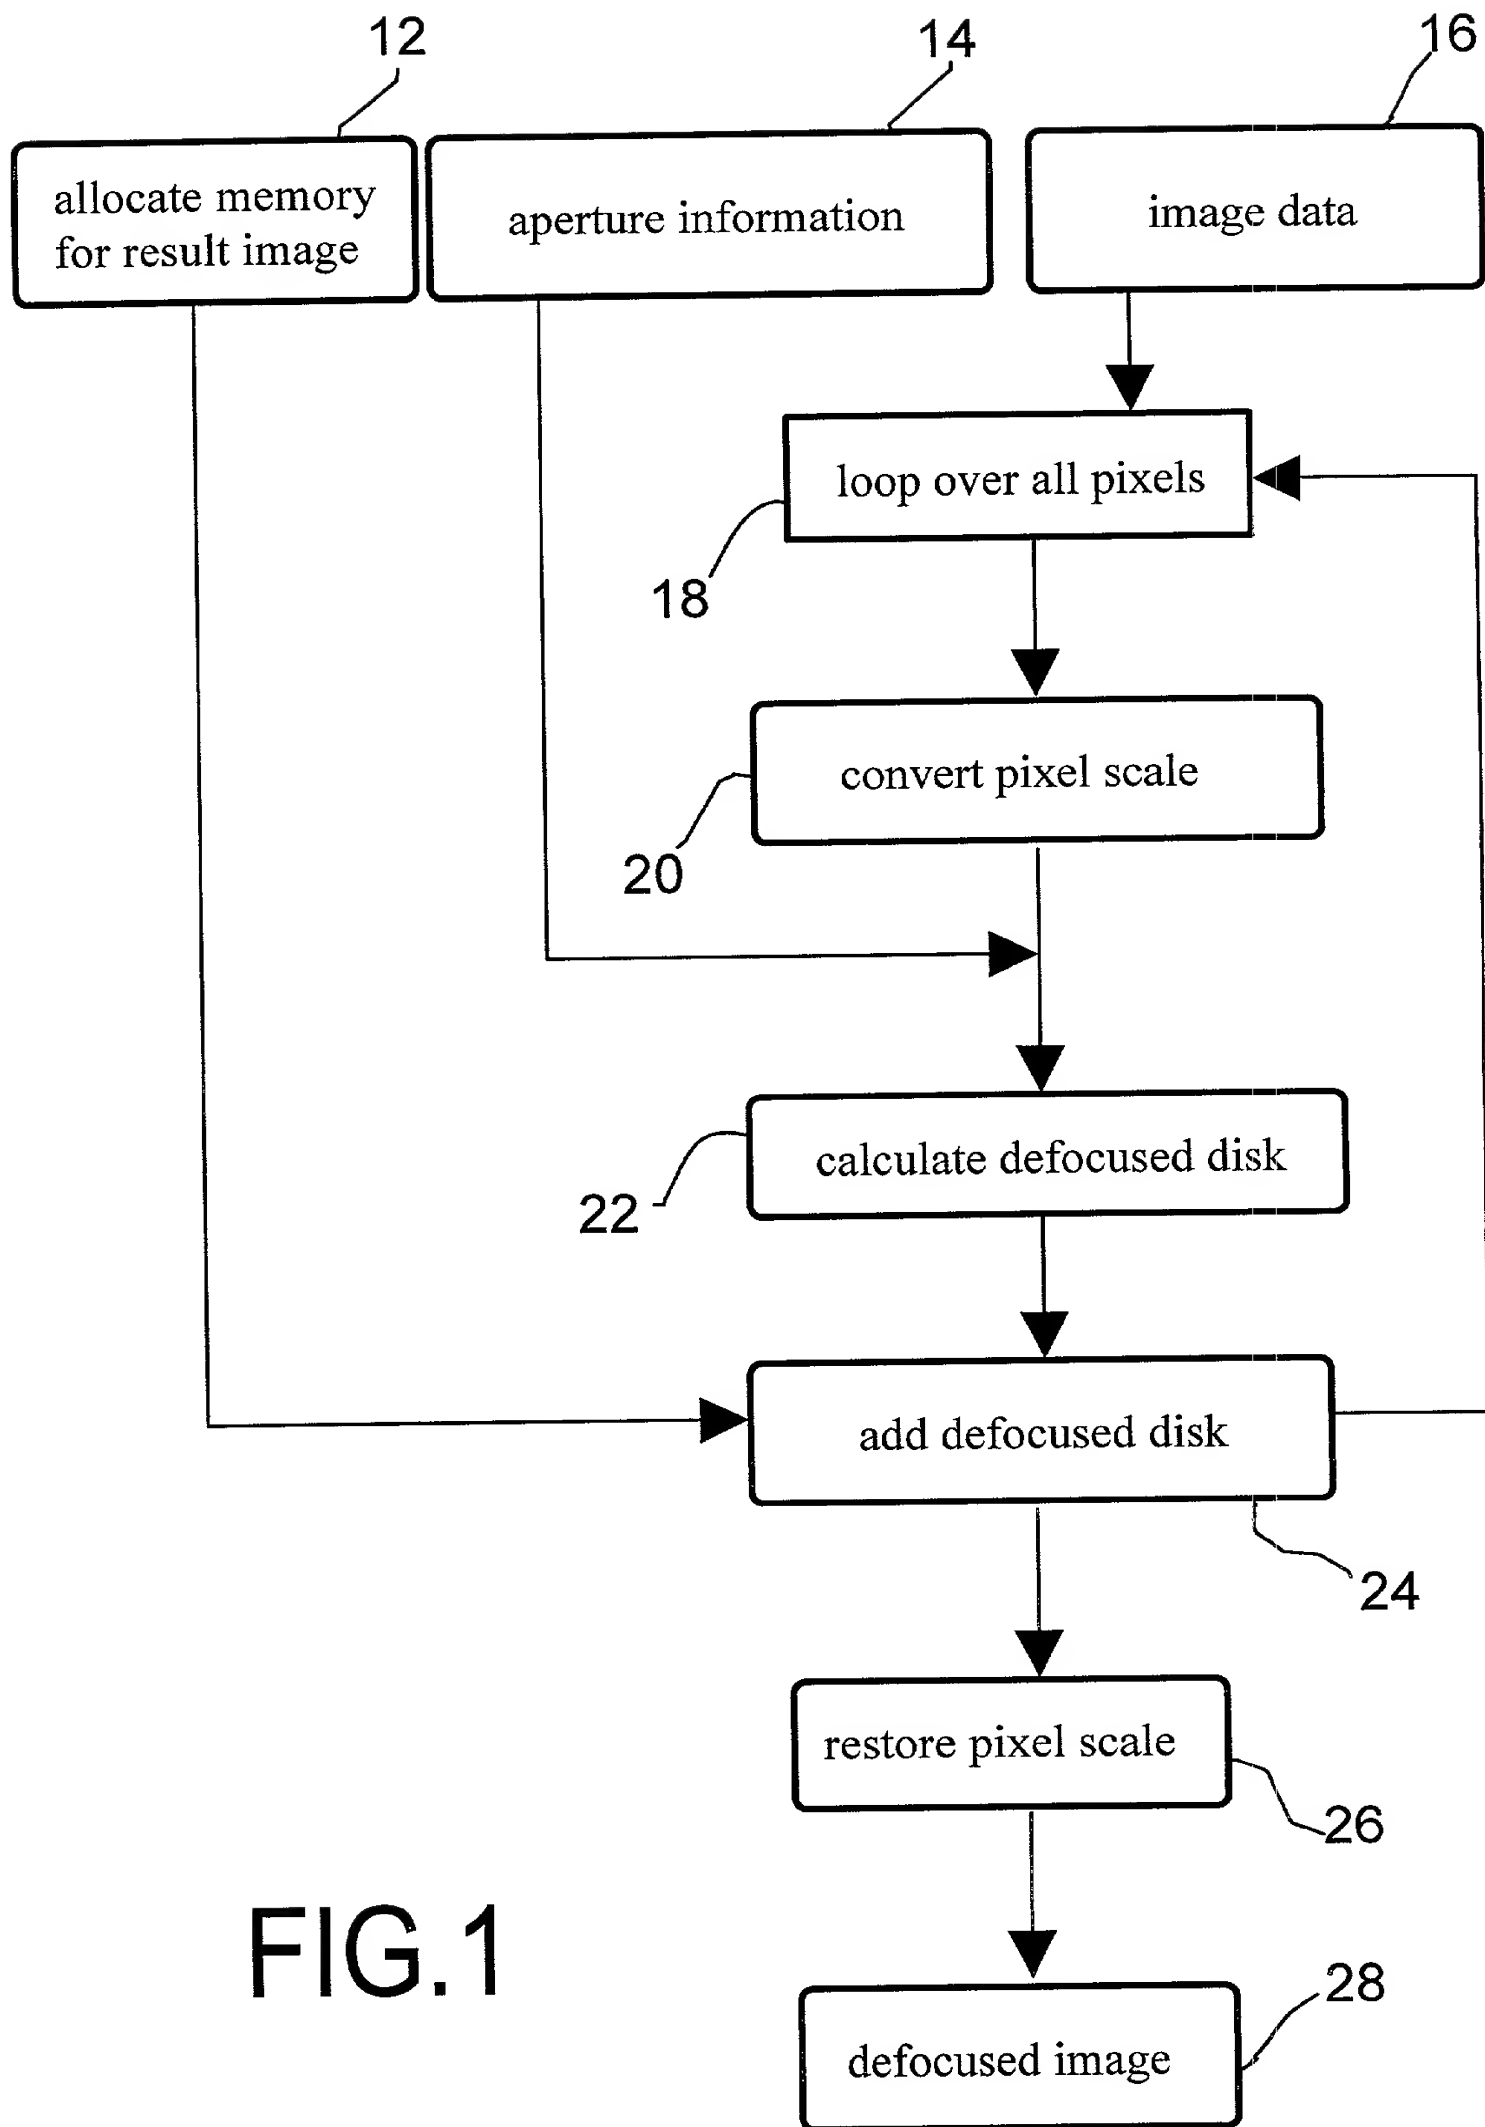 12
14
16
allocate memory
for result image
aperture information
image data
loop over all pixels
18
convert pixel scale
20
calculate defocused disk
22
add defocused disk
24
restore pixel scale
26
FIG.1
28
defocused image